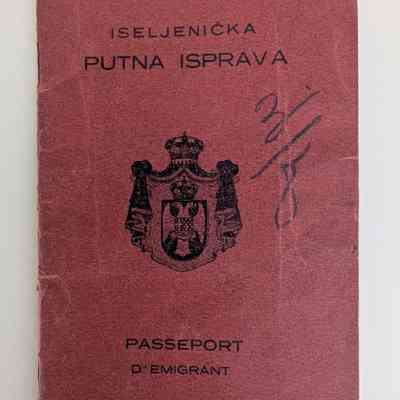 ISELJENIČKA
PUTNA ISPRAVA
PASSEPORT
D'EMIGRANT